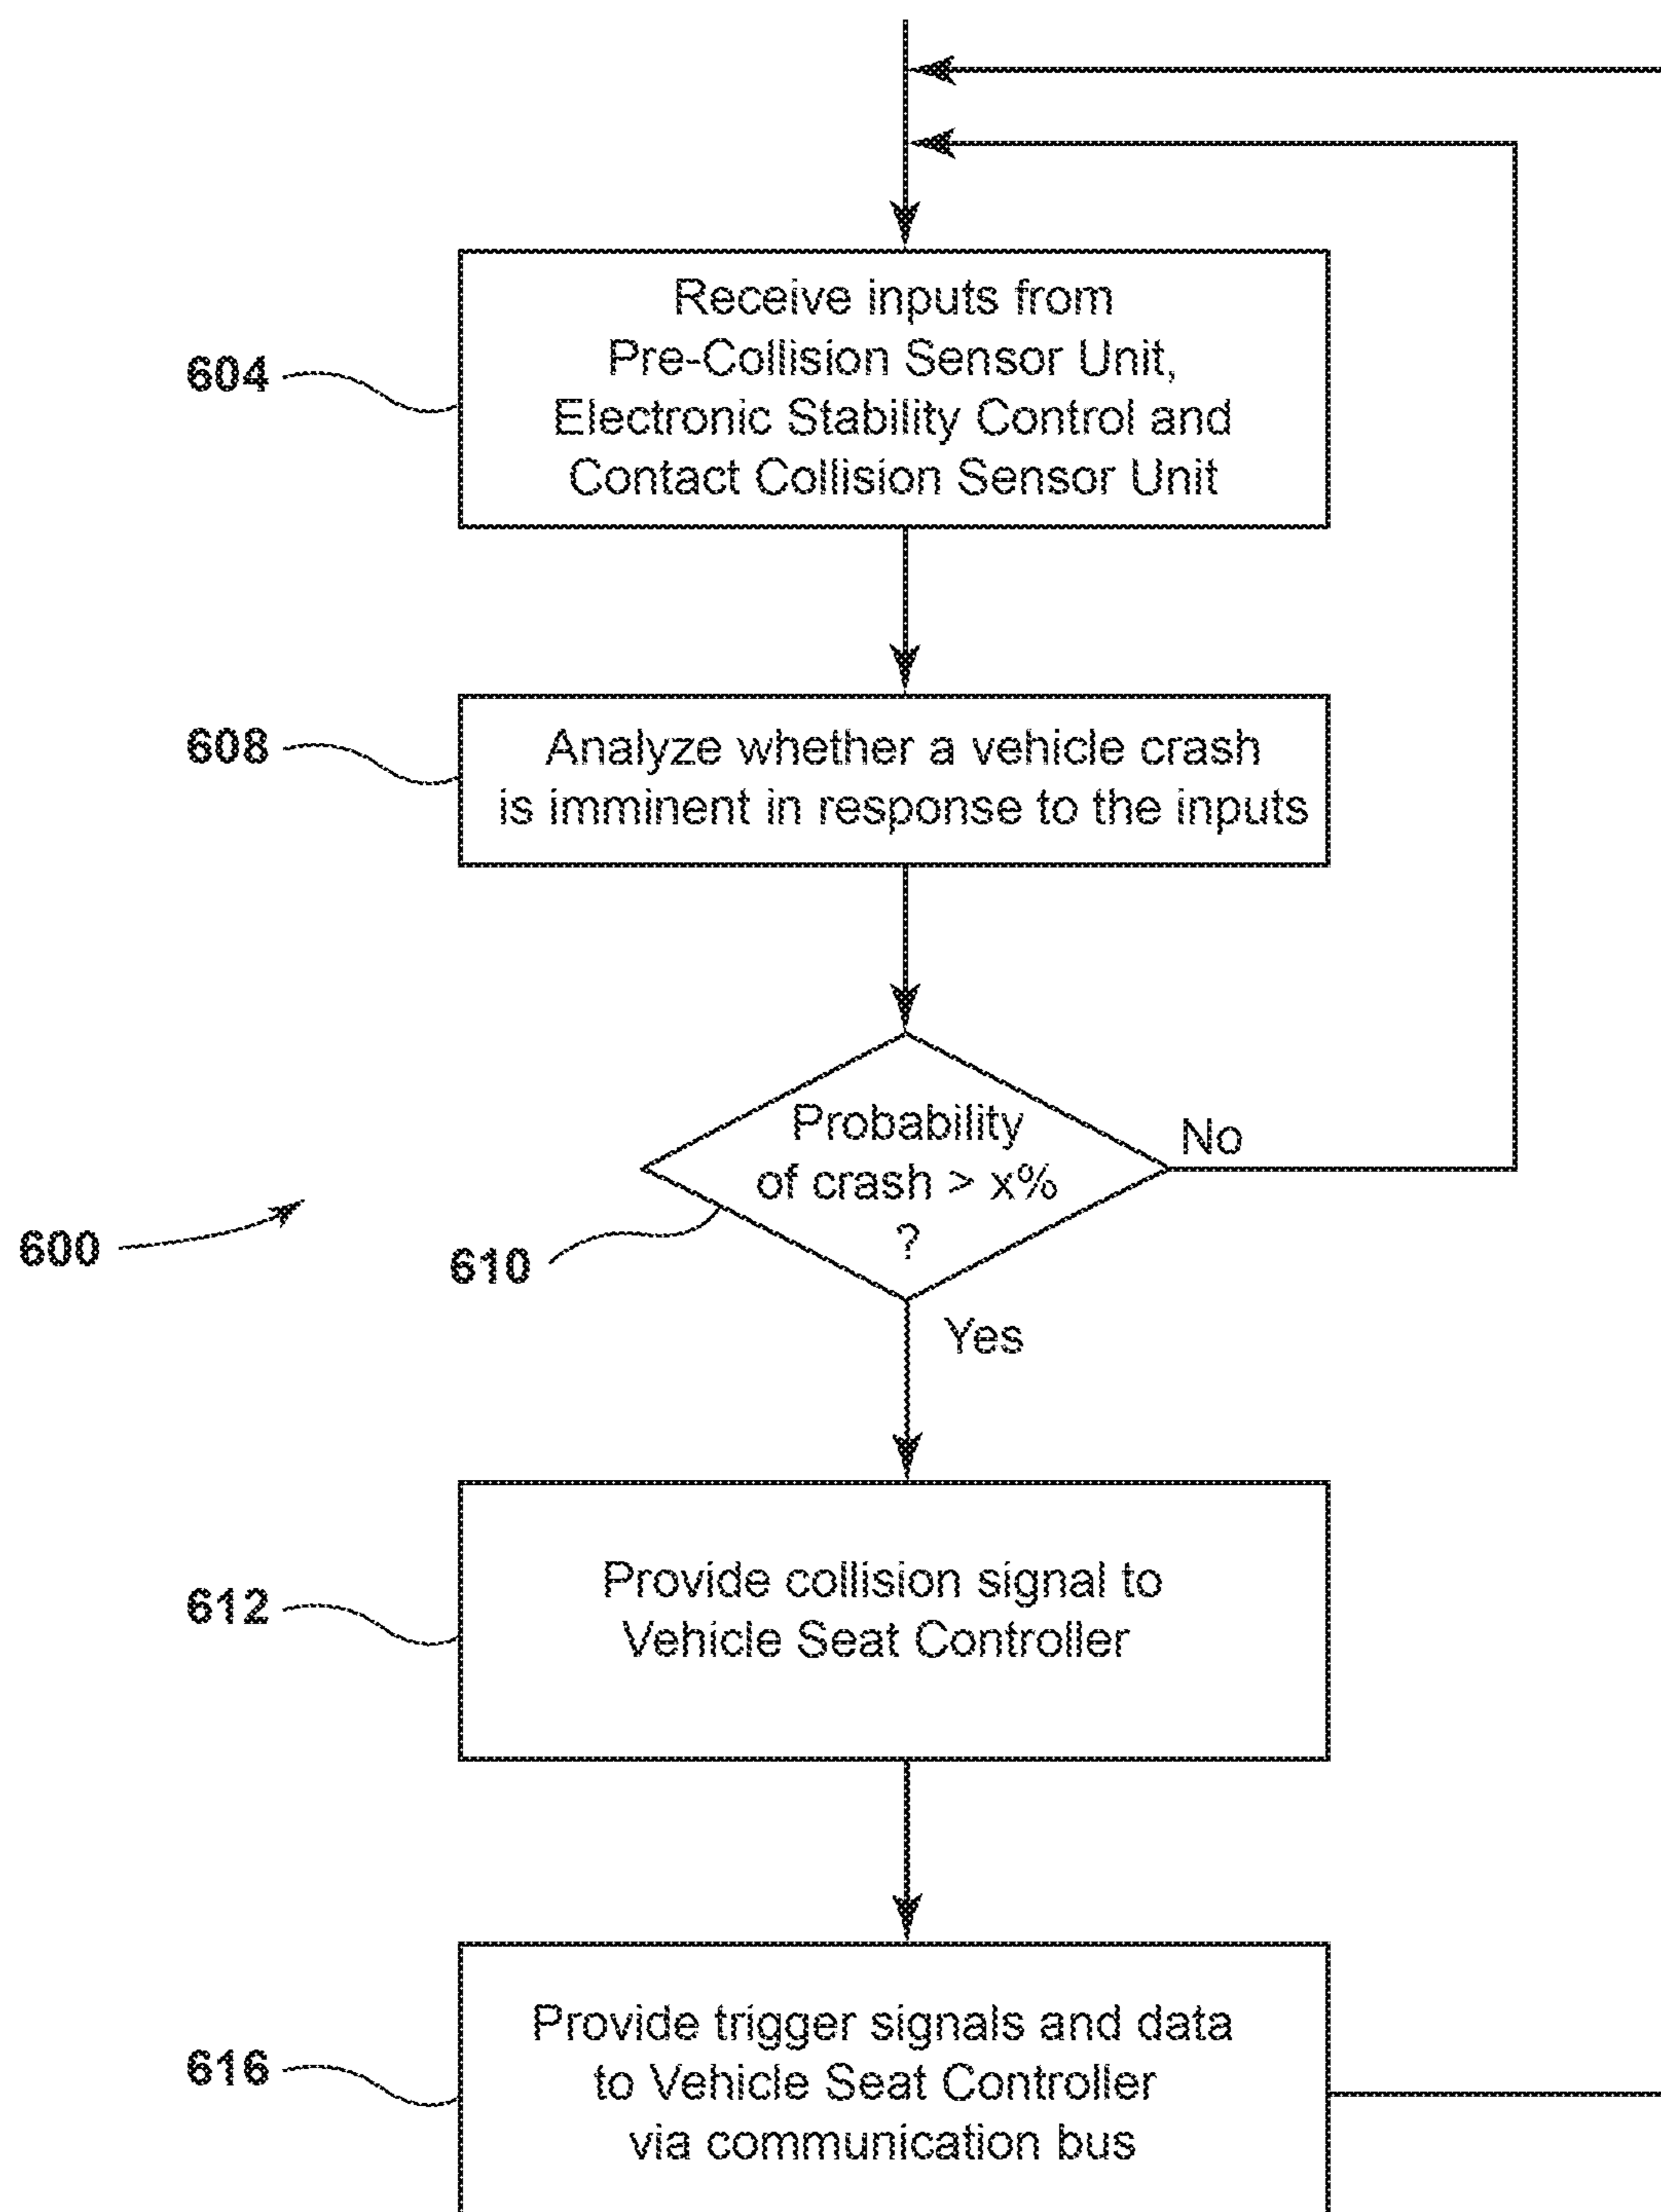 Receive inputs from
Pre-Collision Sensor Unit,
Electronic Stability Control and
Contact Collision Sensor Unit
604
Analyze whether a vehicle crash
is imminent in response to the inputs
608
Probability
of crash > x%
?
No
600
610
Yes
Provide collision signal to
Vehicle Seat Controller
612
Provide trigger signals and data
to Vehicle Seat Controller
via communication bus
616